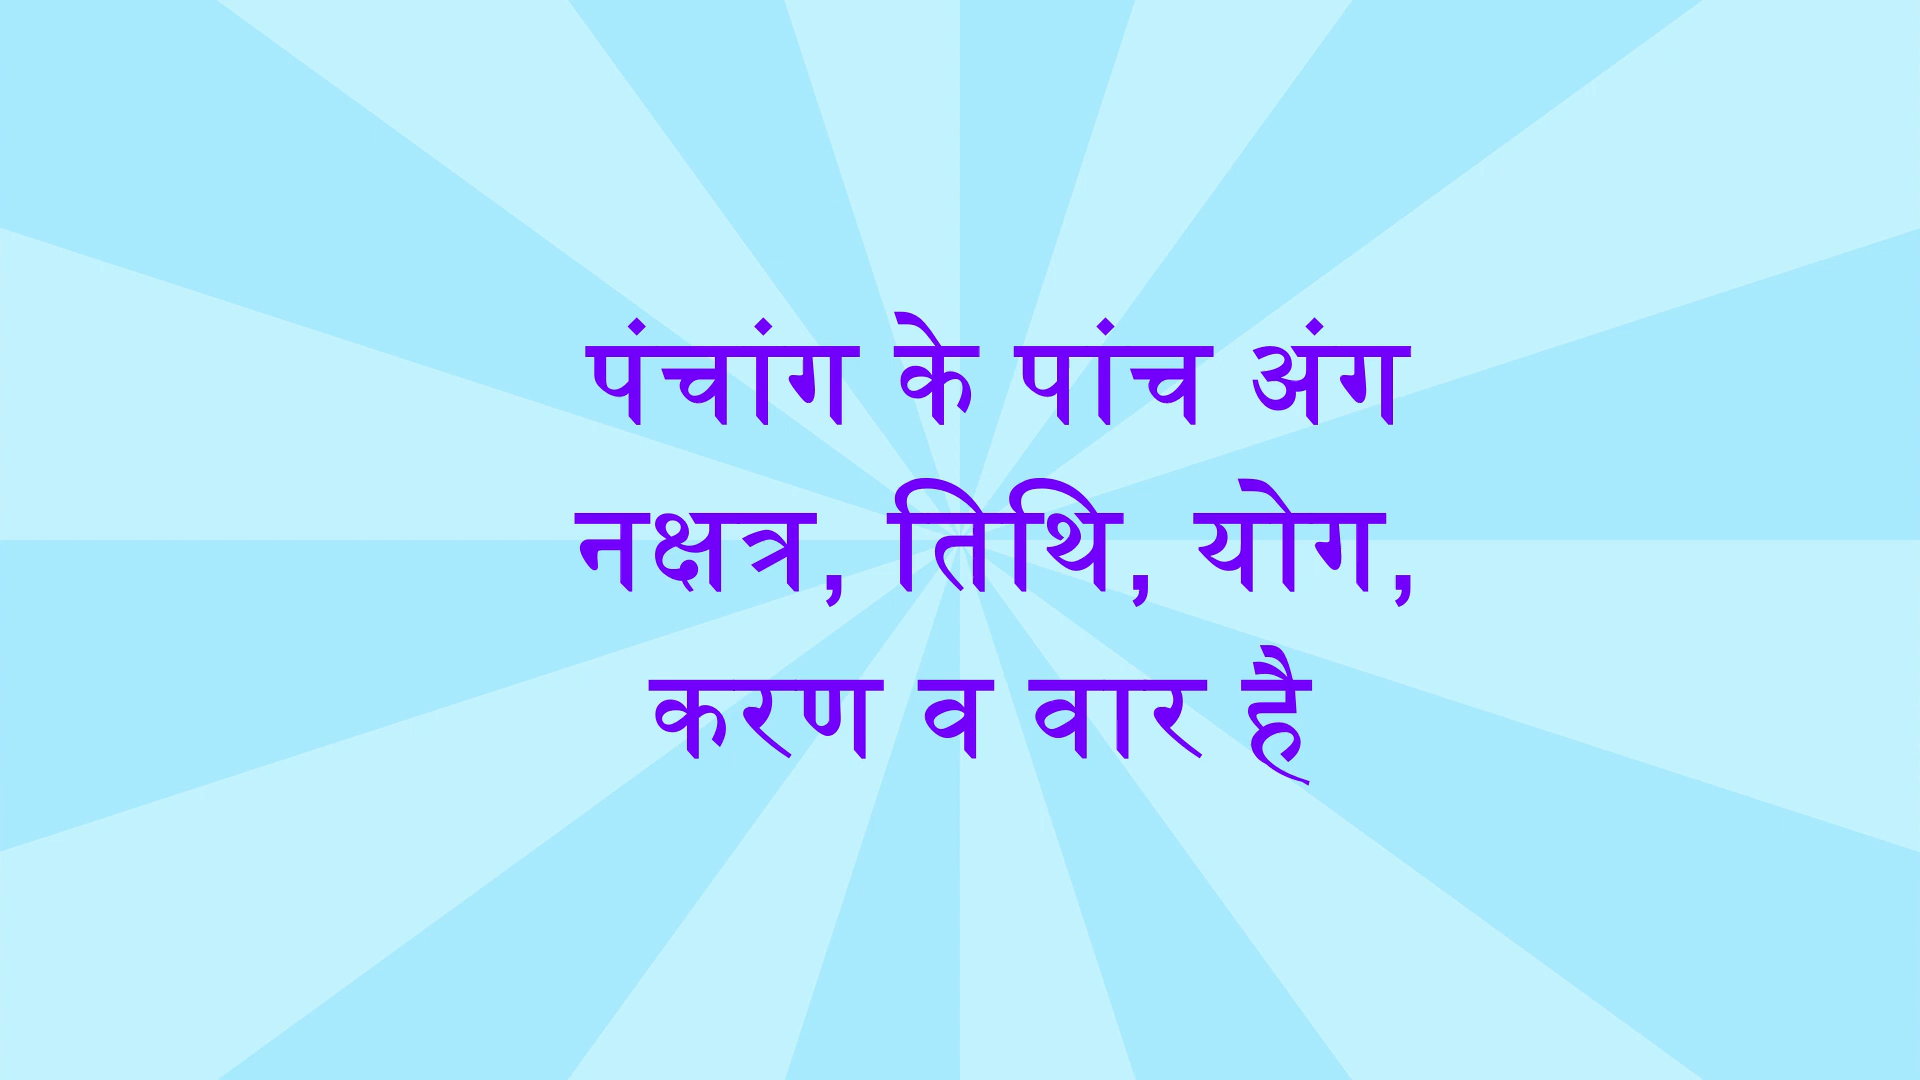 पंचांग के पांच अंग
नक्षत्र, तिथि, योग,
करण व वार है